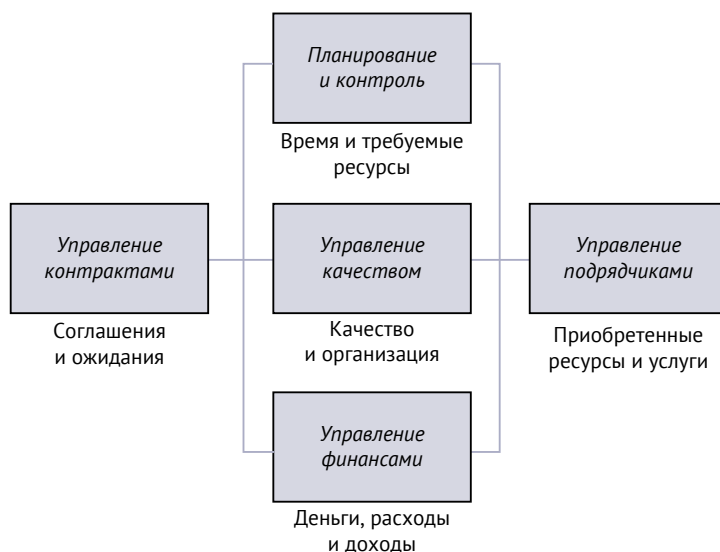 Планирование
и контроль
Время и требуемые
ресурсы
Управление
контрактами
Соглашения
и ожидания
Управление
качеством
Качество
и организация
Управление
подрядчиками
Приобретенные
ресурсы и услуги
Управление
финансами
Деньги, расходы
и доходы